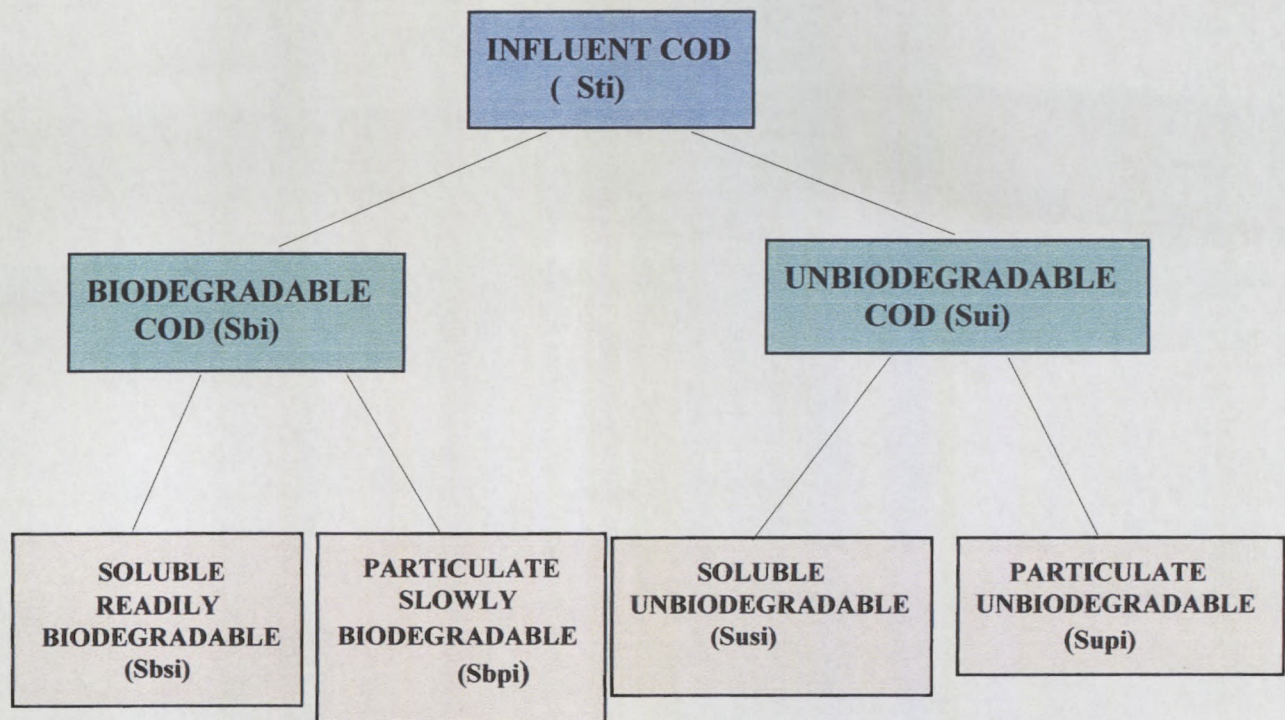 INFLUENT COD
( Sti)
BIODEGRADABLE
COD (Sbi)
UNBIODEGRADABLE
COD (Sui)
SOLUBLE
READILY
BIODEGRADABLE
(Sbsi)
PARTICULATE
SLOWLY
BIODEGRADABLE
(Sbpi)
SOLUBLE
UNBIODEGRADABLE
(Susi)
PARTICULATE
UNBIODEGRADABLE
(Supi)